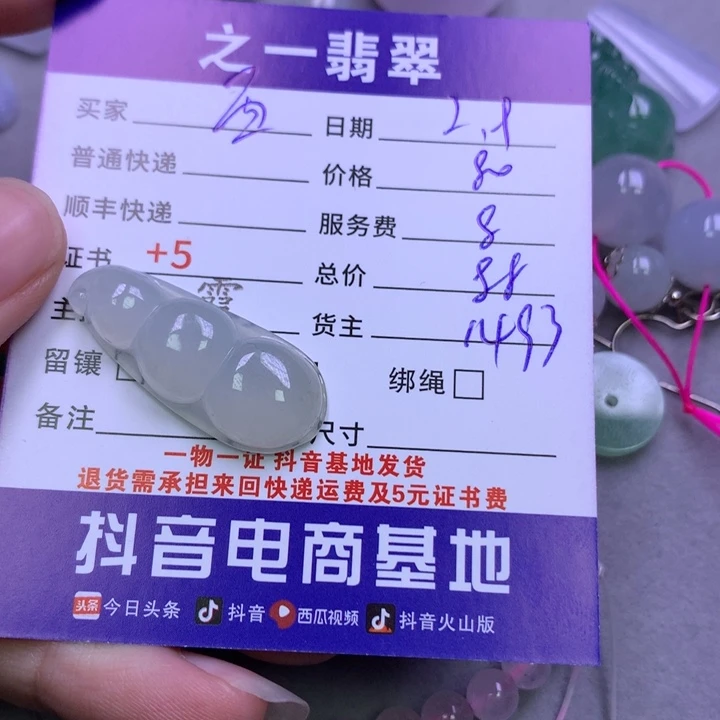 之一翡翠
买家 日期
普通快递 价格 80
顺丰快递 服务费 8
证书 +5 总价 88
主 霞 货主 1493
留镶 绑绳
备注 尺寸
一物一证 抖音基地发货
退货需承担来回快递运费及5元证书费
抖音电商基地
头条 今日头条 抖音 西瓜视频 抖音火山版